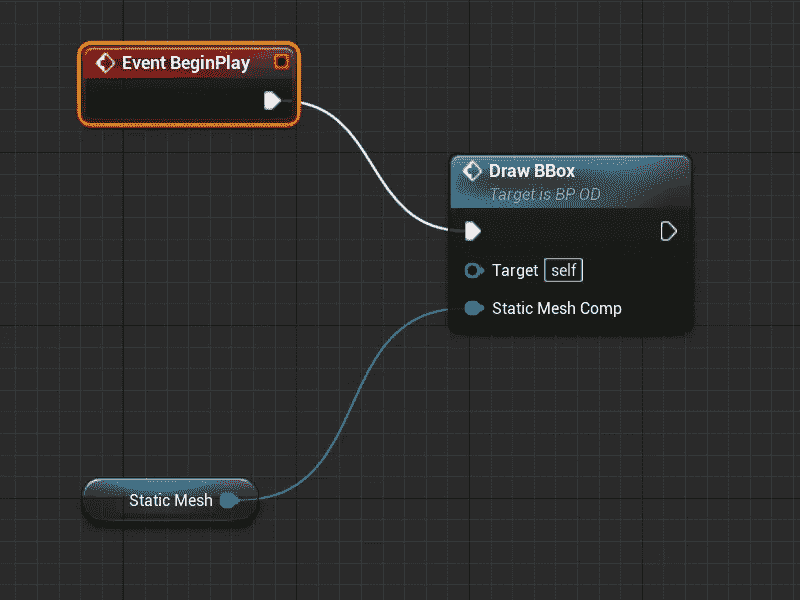 Event BeginPlay
Draw BBox
Target is BP OD
Target self
Static Mesh Comp
Static Mesh